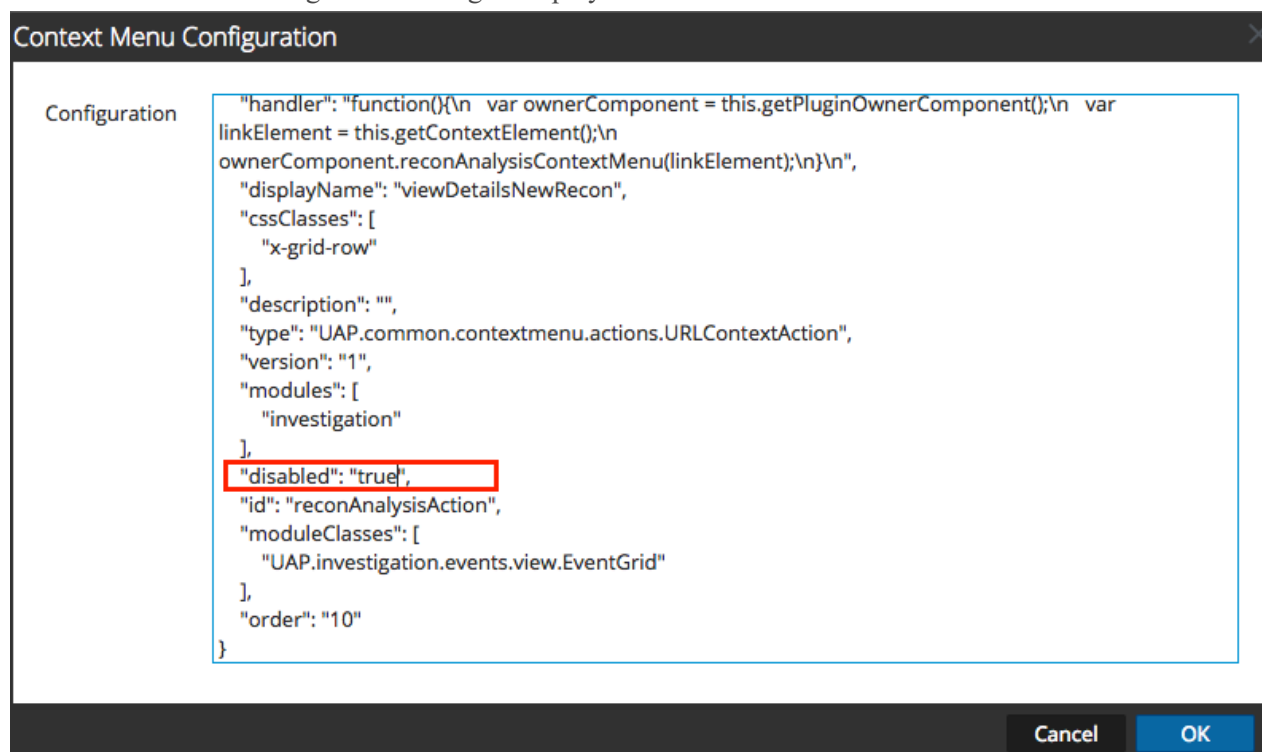 Context Menu Configuration
Configuration
"handler": "function(){\n   var ownerComponent = this.getPluginOwnerComponent();\n   var
linkElement = this.getContextElement();\n
ownerComponent.reconAnalysisContextMenu(linkElement);\n}\n",
"displayName": "viewDetailsNewRecon",
"cssClasses": [
"x-grid-row"
],
"description": "",
"type": "UAP.common.contextmenu.actions.URLContextAction",
"version": "1",
"modules": [
"investigation"
],
"disabled": "true",
"id": "reconAnalysisAction",
"moduleClasses": [
"UAP.investigation.events.view.EventGrid"
],
"order": "10"
}
Cancel
OK